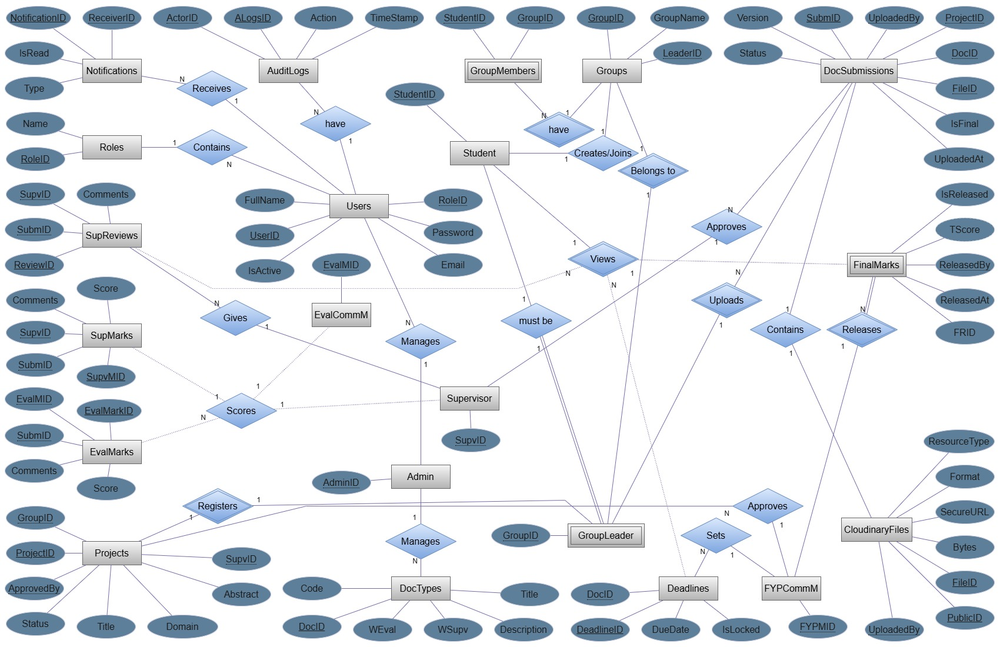 NotificationID
ReceiverID
ActorID
ALogsID
Action
TimeStamp
StudentID
GroupID
GroupID
GroupName
Version
SubmID
UploadedBy
ProjectID
IsRead
Status
LeaderID
DocID
Notifications
AuditLogs
GroupMembers
Groups
DocSubmissions
N
Type
Receives
1
StudentID
FileID
N
have
1
N
1
have
Name
IsFinal
Roles
1
Contains
N
1
Student
1
Creates/Joins
1
RoleID
Belongs to
1
UploadedAt
SupvID
Comments
FullName
Users
RoleID
IsReleased
SubmID
SupReviews
UserID
Password
N
Approves
1
TScore
ReviewID
IsActive
EvalMID
Email
1
Views
N
1
N
FinalMarks
ReleasedBy
Score
Comments
N
Gives
1
EvalCommM
1
must be
1
N
Uploads
1
1
Contains
1
N
Releases
1
ReleasedAt
SupvID
SupMarks
N
Manages
1
FRID
SubmID
SupvMID
EvalMID
EvalMarkID
1
1
Scores
1
N
Supervisor
SubmID
EvalMarks
SupvID
ResourceType
Comments
Score
AdminID
Admin
Format
Registers
1
1
Approves
N
1
SecureURL
GroupID
1
Manages
N
GroupID
GroupLeader
Sets
N
1
CloudinaryFiles
ProjectID
Projects
SupvID
Bytes
ApprovedBy
Abstract
Code
DocTypes
Title
DocID
Deadlines
FYPCommM
FileID
Status
Title
Domain
DocID
WEval
WSupv
Description
DeadlineID
DueDate
IsLocked
FYPMID
UploadedBy
PublicID